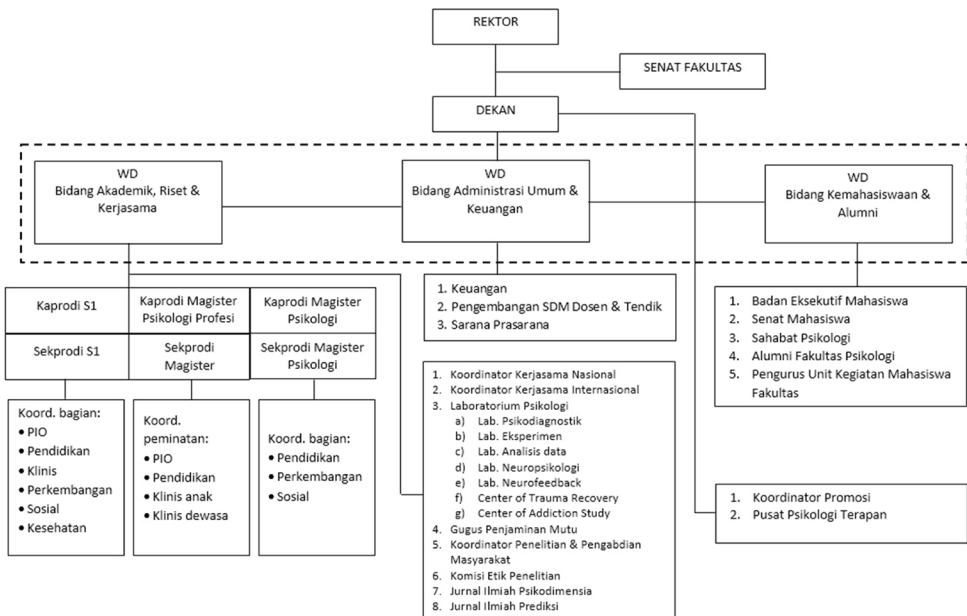 REKTOR
SENAT FAKULTAS
DEKAN
WD
Bidang Akademik, Riset &
Kerjasama
WD
Bidang Administrasi Umum &
Keuangan
WD
Bidang Kemahasiswaan &
Alumni
Kaprodi S1
Kaprodi Magister
Psikologi Profesi
Kaprodi Magister
Psikologi
Sekprodi S1
Sekprodi
Magister
Sekprodi Magister
Psikologi
Koord. bagian:
• PIO
• Pendidikan
• Klinis
• Perkembangan
• Sosial
• Kesehatan
Koord.
peminatan:
• PIO
• Pendidikan
• Klinis anak
• Klinis dewasa
Koord. bagian:
• Pendidikan
• Perkembangan
• Sosial
1. Keuangan
2. Pengembangan SDM Dosen & Tendik
3. Sarana Prasarana
1. Koordinator Kerjasama Nasional
2. Koordinator Kerjasama Internasional
3. Laboratorium Psikologi
a) Lab. Psikodiagnostik
b) Lab. Eksperimen
c) Lab. Analisis data
d) Lab. Neuropsikologi
e) Lab. Neurofeedback
f) Center of Trauma Recovery
g) Center of Addiction Study
4. Gugus Penjaminan Mutu
5. Koordinator Penelitian & Pengabdian
Masyarakat
6. Komisi Etik Penelitian
7. Jurnal Ilmiah Psikodimensia
8. Jurnal Ilmiah Prediksi
1. Badan Eksekutif Mahasiswa
2. Senat Mahasiswa
3. Sahabat Psikologi
4. Alumni Fakultas Psikologi
5. Pengurus Unit Kegiatan Mahasiswa
Fakultas
1. Koordinator Promosi
2. Pusat Psikologi Terapan